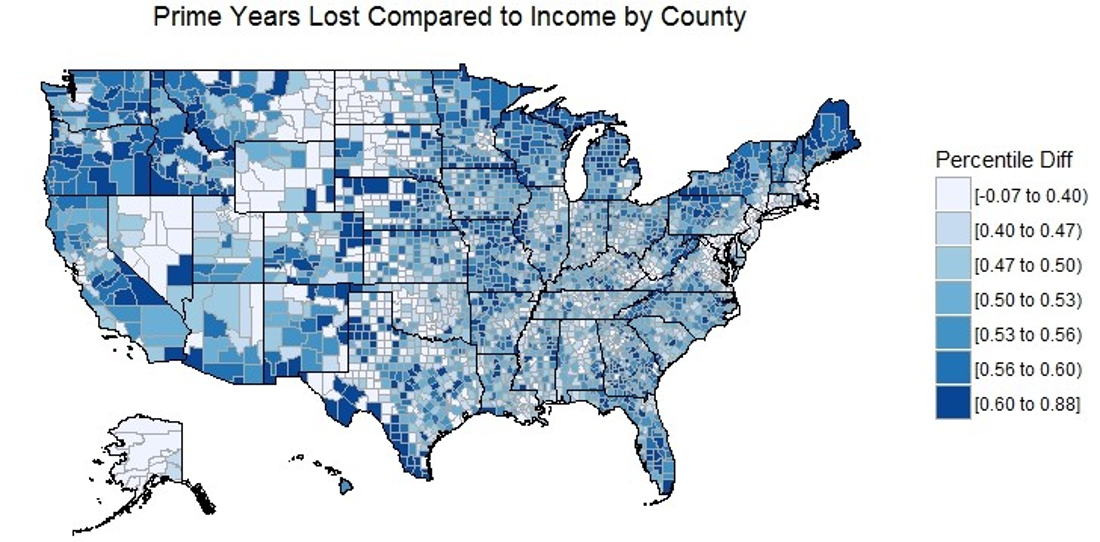 Prime Years Lost Compared to Income by County
Percentile Diff
[-0.07 to 0.40)
[0.40 to 0.47)
[0.47 to 0.50)
[0.50 to 0.53)
[0.53 to 0.56)
[0.56 to 0.60)
[0.60 to 0.88]